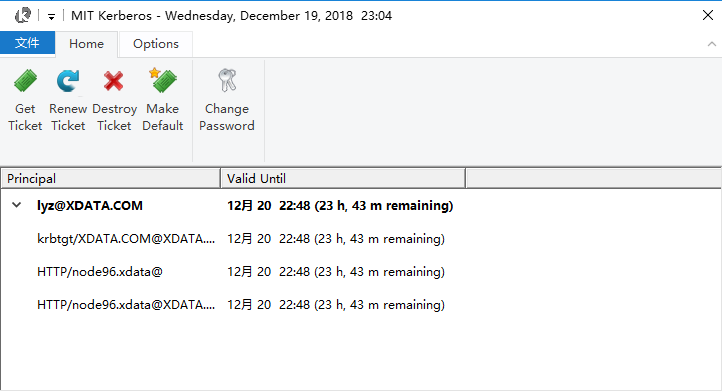 MIT Kerberos - Wednesday, December 19, 2018 23:04
文件 Home Options
Get Ticket Renew Ticket Destroy Ticket Make Default Change Password
Principal Valid Until
lyz@XDATA.COM 12月 20 22:48 (23 h, 43 m remaining)
krbtgt/XDATA.COM@XDATA.... 12月 20 22:48 (23 h, 43 m remaining)
HTTP/node96.xdata@ 12月 20 22:48 (23 h, 43 m remaining)
HTTP/node96.xdata@XDATA.... 12月 20 22:48 (23 h, 43 m remaining)